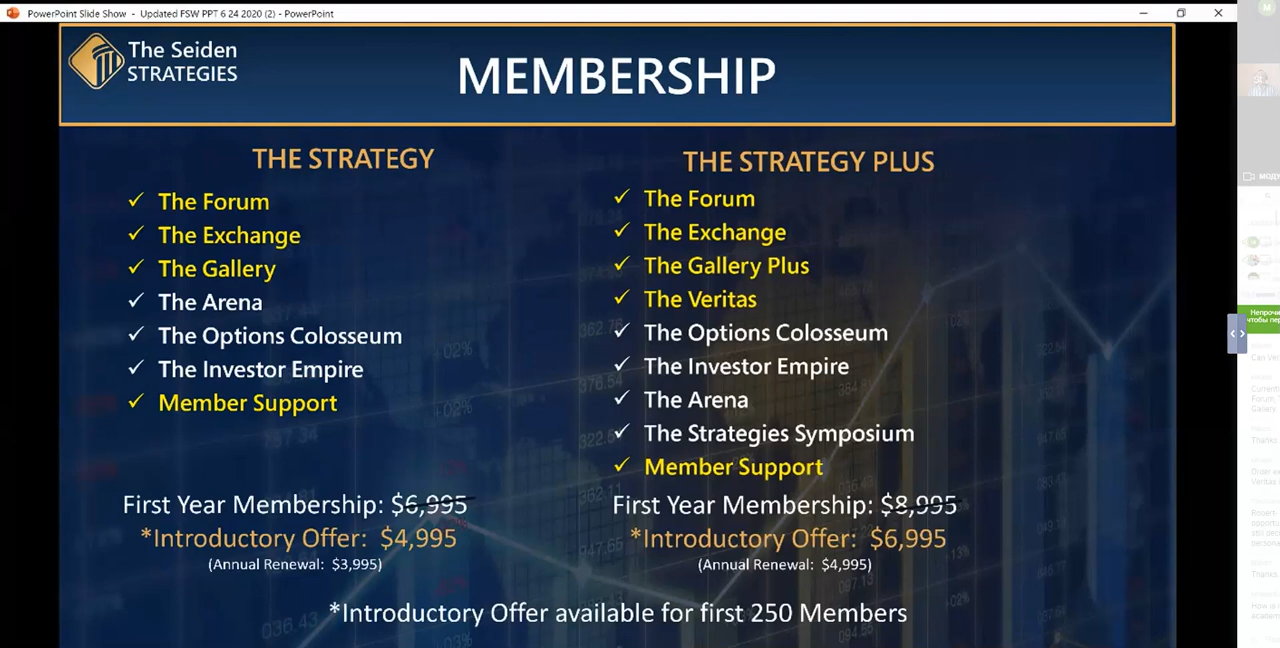 PowerPoint Slide Show - Updated FSW PPT 6 24 2020 (2) - PowerPoint
The Seiden
STRATEGIES
MEMBERSHIP
THE STRATEGY
✓ The Forum
✓ The Exchange
✓ The Gallery
✓ The Arena
✓ The Options Colosseum
✓ The Investor Empire
✓ Member Support
First Year Membership: $6,995
*Introductory Offer: $4,995
(Annual Renewal: $3,995)
THE STRATEGY PLUS
✓ The Forum
✓ The Exchange
✓ The Gallery Plus
✓ The Veritas
✓ The Options Colosseum
✓ The Investor Empire
✓ The Arena
✓ The Strategies Symposium
✓ Member Support
First Year Membership: $8,995
*Introductory Offer: $6,995
(Annual Renewal: $4,995)
*Introductory Offer available for first 250 Members